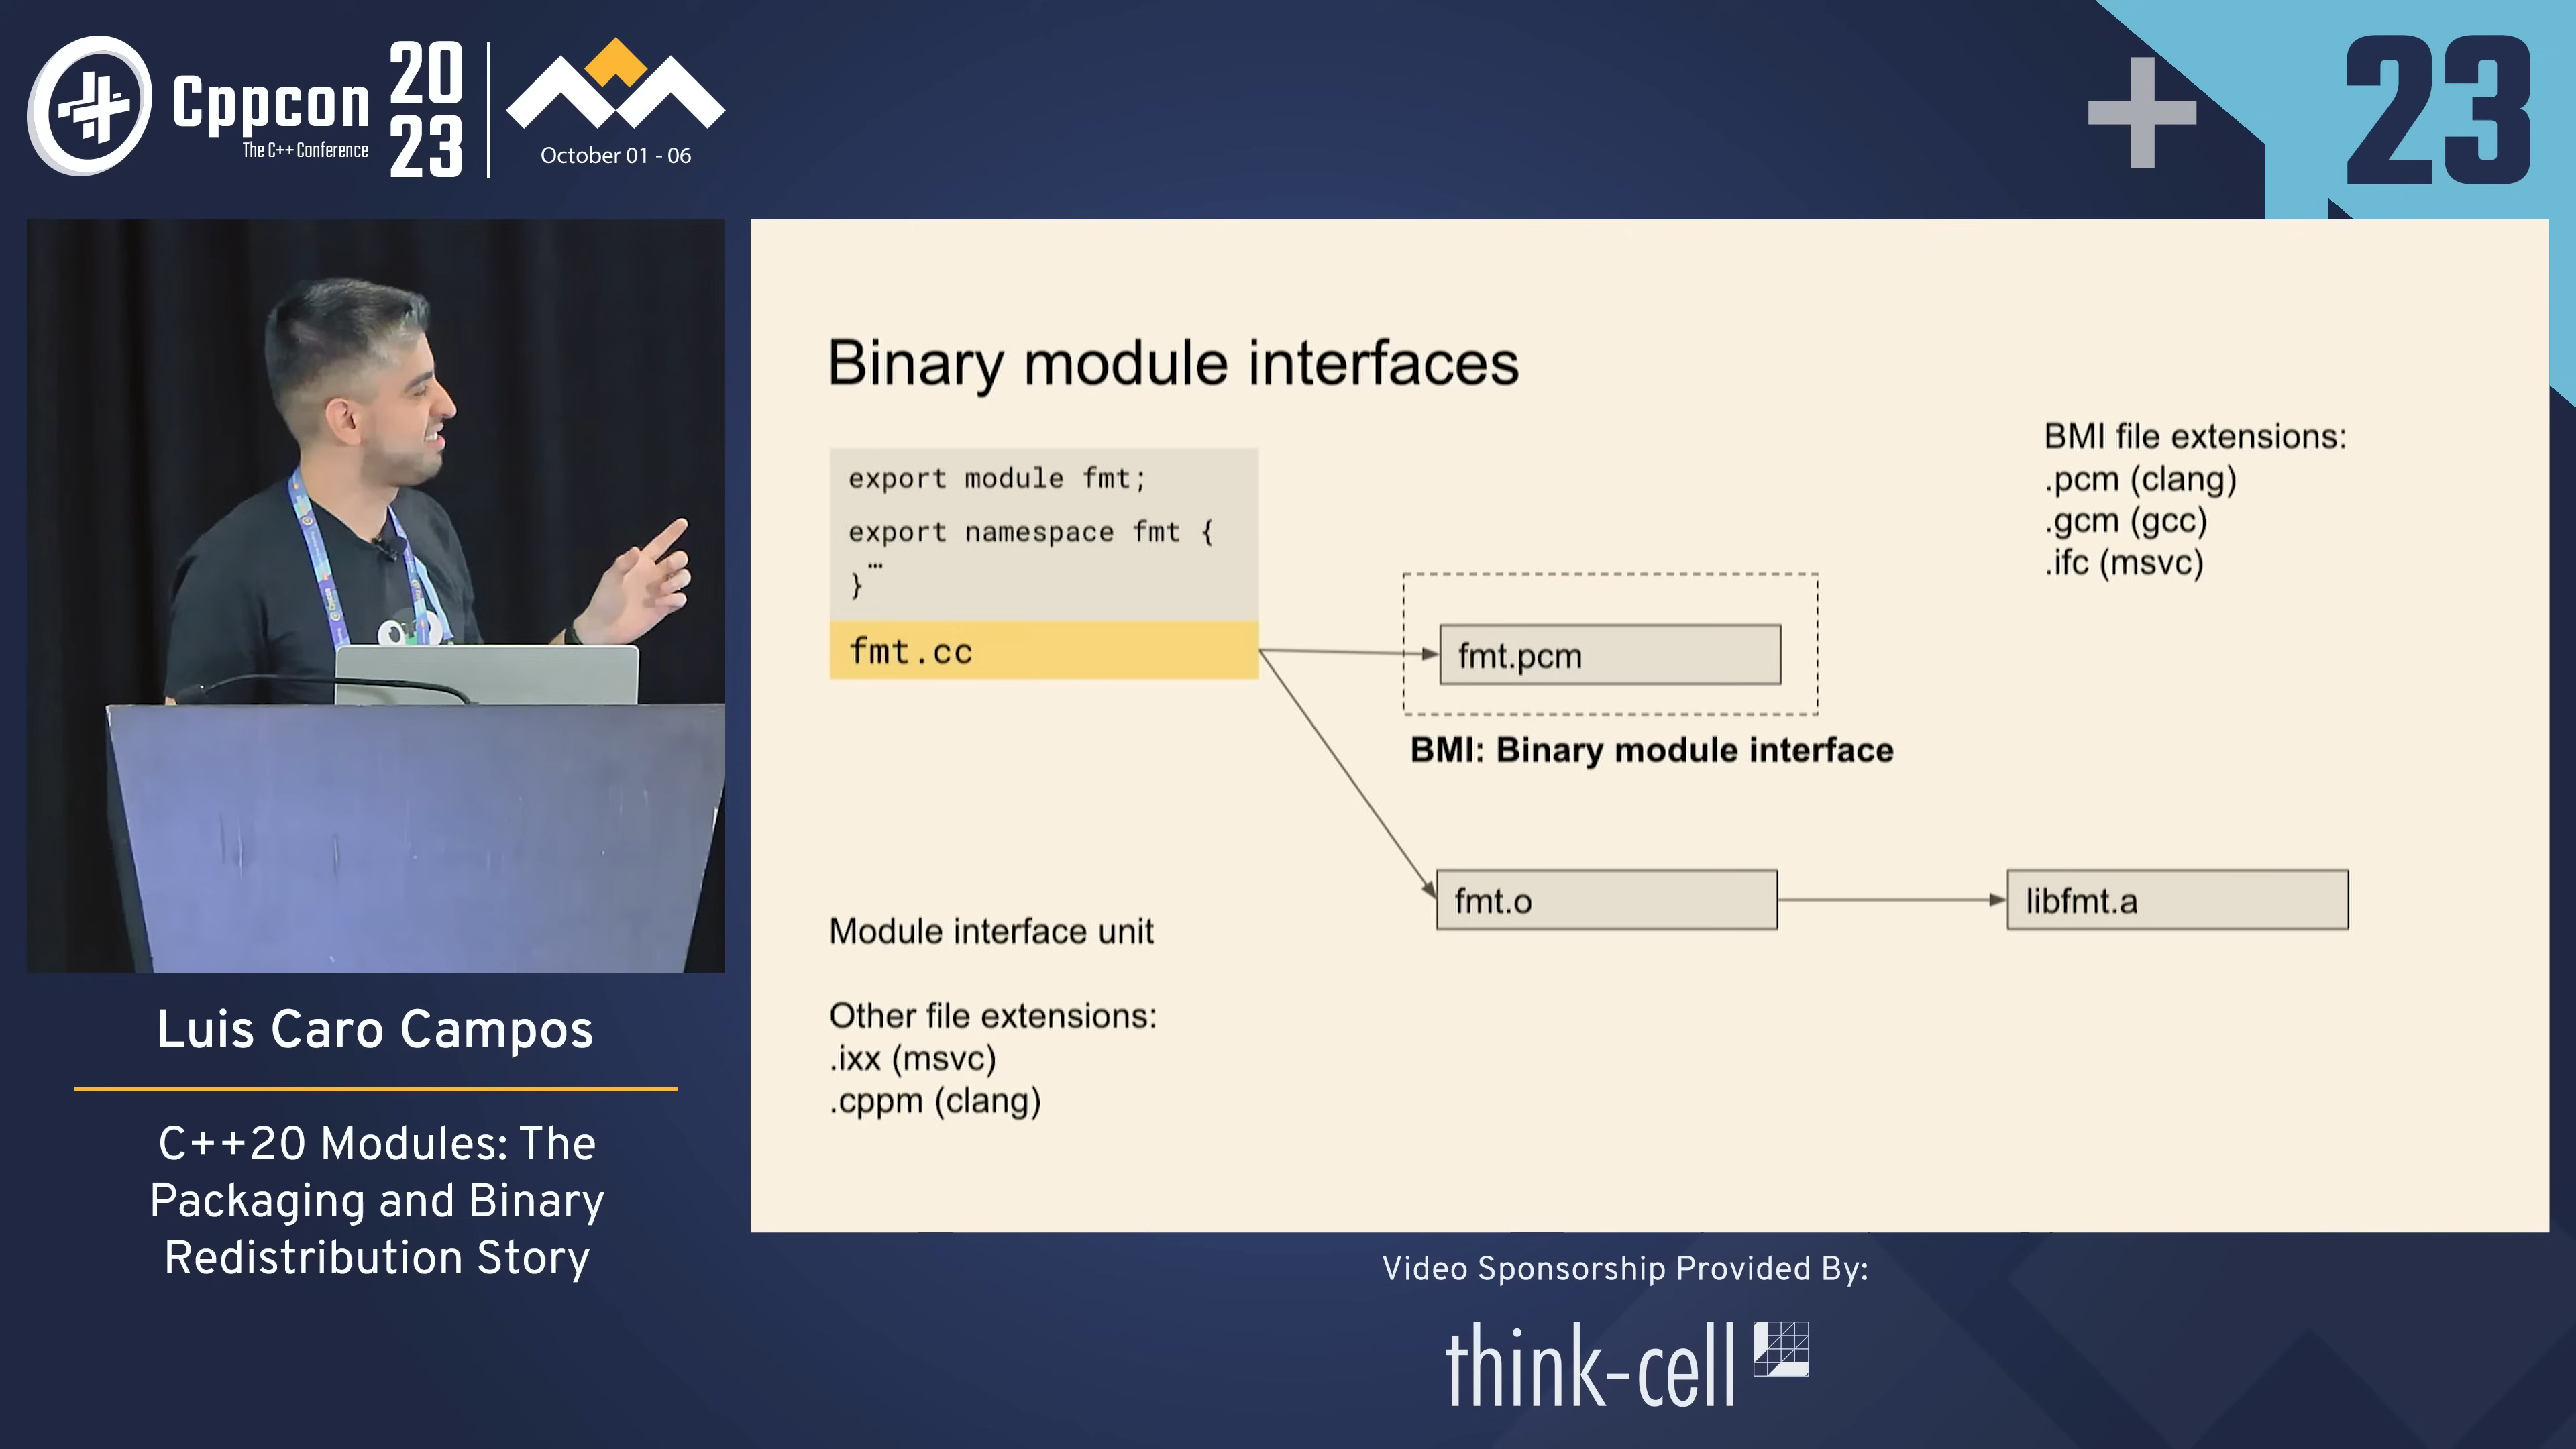 Cppcon
The C++ Conference
20
23
October 01 - 06
23
Binary module interfaces
export module fmt;
export namespace fmt {
…
}
fmt.cc
BMI file extensions:
.pcm (clang)
.gcm (gcc)
.ifc (msvc)
fmt.pcm
BMI: Binary module interface
fmt.o
libfmt.a
Module interface unit
Other file extensions:
.ixx (msvc)
.cppm (clang)
Luis Caro Campos
C++20 Modules: The
Packaging and Binary
Redistribution Story
Video Sponsorship Provided By:
think-cell